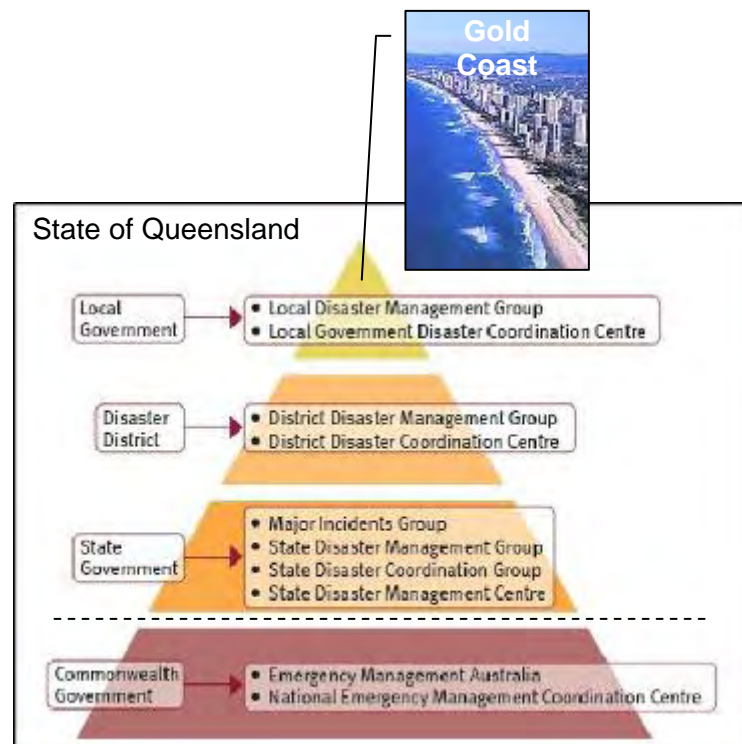 Gold
Coast
State of Queensland
Local
Government
• Local Disaster Management Group
• Local Government Disaster Coordination Centre
Disaster
District
• District Disaster Management Group
• District Disaster Coordination Centre
State
Government
• Major Incidents Group
• State Disaster Management Group
• State Disaster Coordination Group
• State Disaster Management Centre
Commonwealth
Government
• Emergency Management Australia
• National Emergency Management Coordination Centre